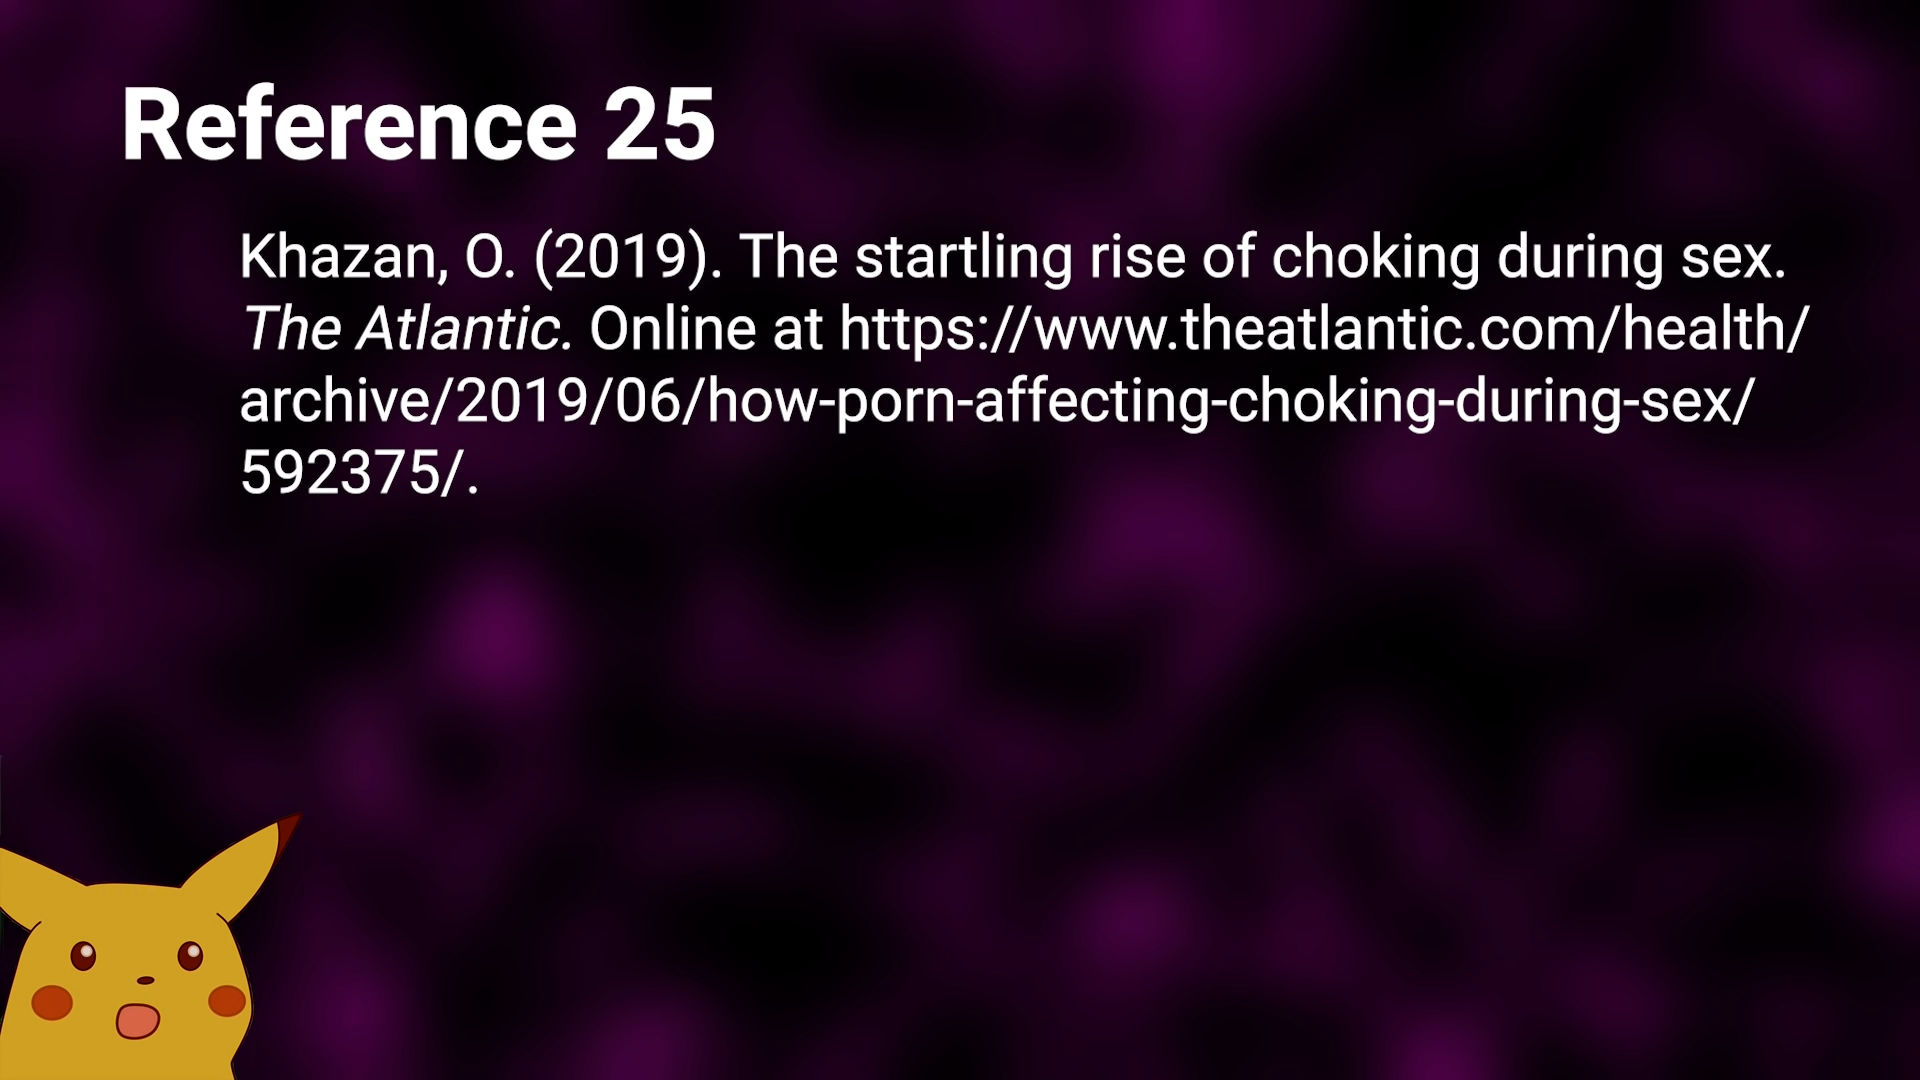 Reference 25
Khazan, O. (2019). The startling rise of choking during sex.
The Atlantic. Online at https://www.theatlantic.com/health/
archive/2019/06/how-porn-affecting-choking-during-sex/
592375/.